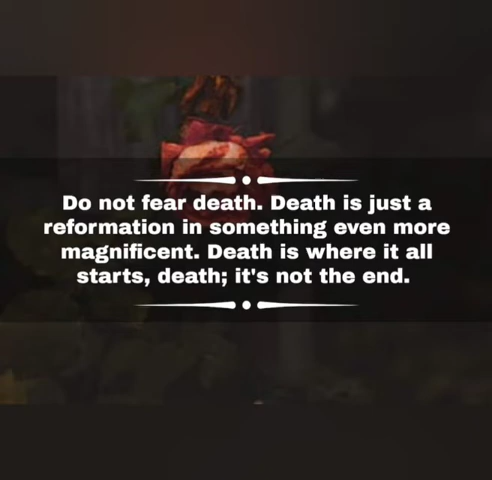 Do not fear death. Death is just a
reformation in something even more
magnificent. Death is where it all
starts, death; it's not the end.